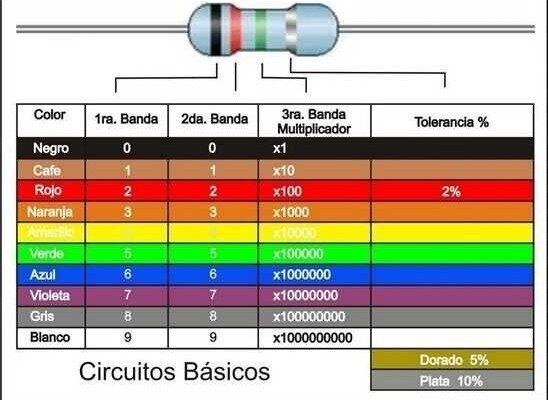 Color 1ra. Banda 2da. Banda 3ra. Banda Multiplicador Tolerancia %
Negro 0 0 x1
Cafe 1 1 x10
Rojo 2 2 x100 2%
Naranja 3 3 x1000
Amarillo 4 4 x10000
Verde 5 5 x100000
Azul 6 6 x1000000
Violeta 7 7 x10000000
Gris 8 8 x100000000
Blanco 9 9 x1000000000
Dorado 5%
Plata 10%
Circuitos Básicos